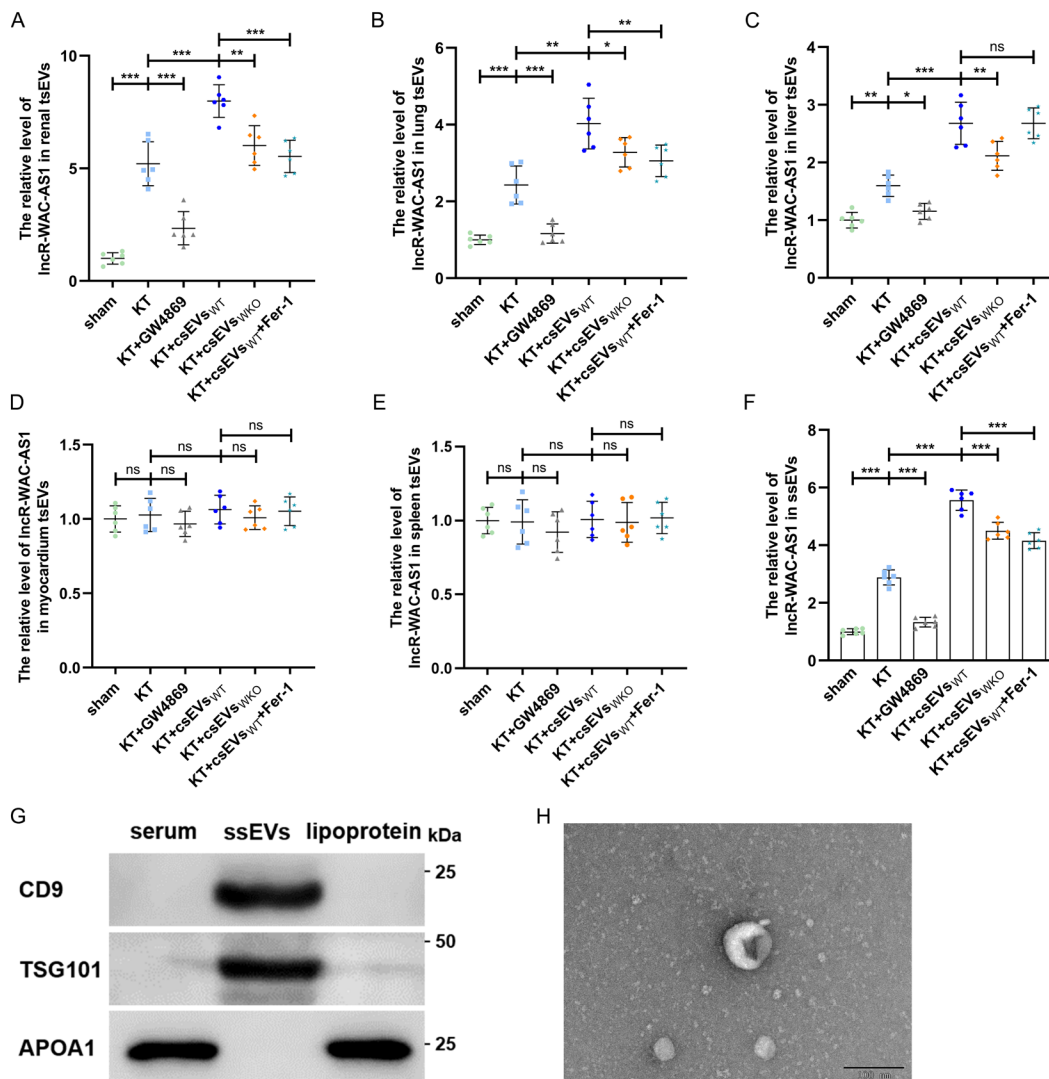 A
The relative level of
lncR-WAC-AS1 in renal tsEVs
10
5
0
***
***
***
**
***
sham
KT
KT+GW4869
KT+csEVsWT
KT+csEVsWKO
KT+csEVsWT+Fer-1
B
The relative level of
lncR-WAC-AS1 in lung tsEVs
6
4
2
0
***
***
**
*
**
sham
KT
KT+GW4869
KT+csEVsWT
KT+csEVsWKO
KT+csEVsWT+Fer-1
C
The relative level of
lncR-WAC-AS1 in liver tsEVs
4
3
2
1
0
**
*
***
**
ns
sham
KT
KT+GW4869
KT+csEVsWT
KT+csEVsWKO
KT+csEVsWT+Fer-1
D
The relative level of lncR-WAC-AS1
in myocardium tsEVs
1.5
1.0
0.5
0.0
ns
ns
ns
ns
ns
sham
KT
KT+GW4869
KT+csEVsWT
KT+csEVsWKO
KT+csEVsWT+Fer-1
E
The relative level of
lncR-WAC-AS1 in spleen tsEVs
1.5
1.0
0.5
0.0
ns
ns
ns
ns
ns
sham
KT
KT+GW4869
KT+csEVsWT
KT+csEVsWKO
KT+csEVsWT+Fer-1
F
The relative level of
lncR-WAC-AS1 in ssEVs
8
6
4
2
0
***
***
***
***
***
sham
KT
KT+GW4869
KT+csEVsWT
KT+csEVsWKO
KT+csEVsWT+Fer-1
G
serum ssEVs lipoprotein kDa
CD9
25
TSG101
50
APOA1
25
H